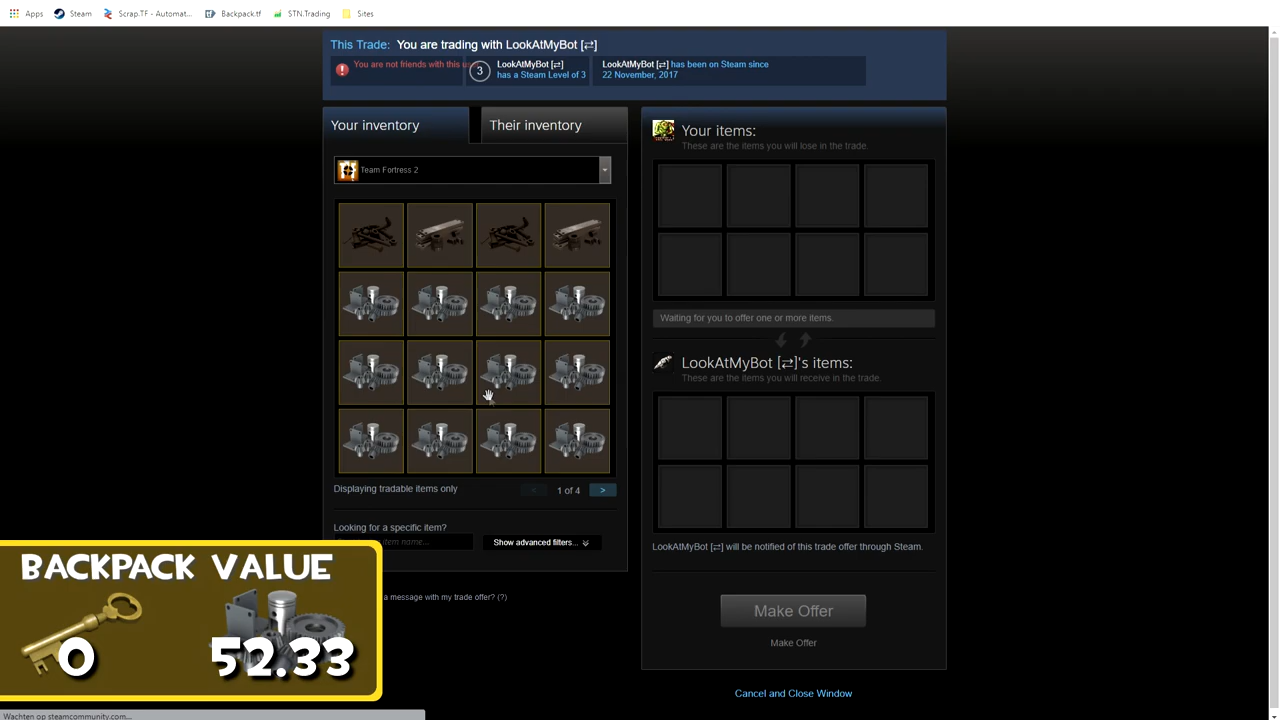 Apps
Steam
Scrap.TF - Automat...
Backpack.tf
STN.Trading
Sites
This Trade: You are trading with LookAtMyBot [⇄]
You are not friends with this
3
LookAtMyBot [⇄]
has a Steam Level of 3
LookAtMyBot [⇄] has been on Steam since
22 November, 2017
Your inventory
Their inventory
Team Fortress 2
Your items:
These are the items you will lose in the trade.
Waiting for you to offer one or more items.
LookAtMyBot [⇄]'s items:
These are the items you will receive in the trade.
Displaying tradable items only
<
1 of 4
>
Looking for a specific item?
item name...
Show advanced filters...
LookAtMyBot [⇄] will be notified of this trade offer through Steam.
a message with my trade offer? (?)
Make Offer
Make Offer
Cancel and Close Window
BACKPACK VALUE
0
52.33
Wachten op steamcommunity.com...